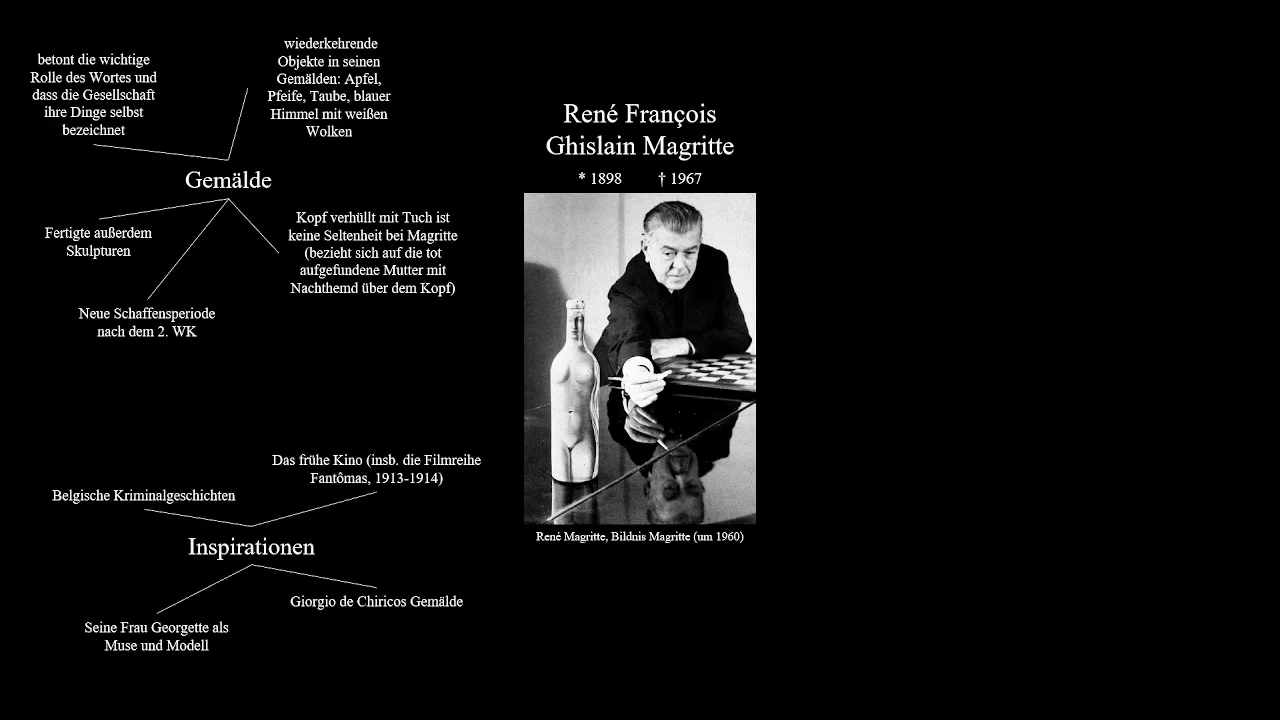 betont die wichtige
Rolle des Wortes und
dass die Gesellschaft
ihre Dinge selbst
bezeichnet
wiederkehrende
Objekte in seinen
Gemälden: Apfel,
Pfeife, Taube, blauer
Himmel mit weißen
Wolken
Gemälde
Fertigte außerdem
Skulpturen
Kopf verhüllt mit Tuch ist
keine Seltenheit bei Magritte
(bezieht sich auf die tot
aufgefundene Mutter mit
Nachthemd über dem Kopf)
Neue Schaffensperiode
nach dem 2. WK
Das frühe Kino (insb. die Filmreihe
Fantômas, 1913-1914)
Belgische Kriminalgeschichten
Inspirationen
Giorgio de Chiricos Gemälde
Seine Frau Georgette als
Muse und Modell
René François
Ghislain Magritte
* 1898 † 1967
René Magritte, Bildnis Magritte (um 1960)